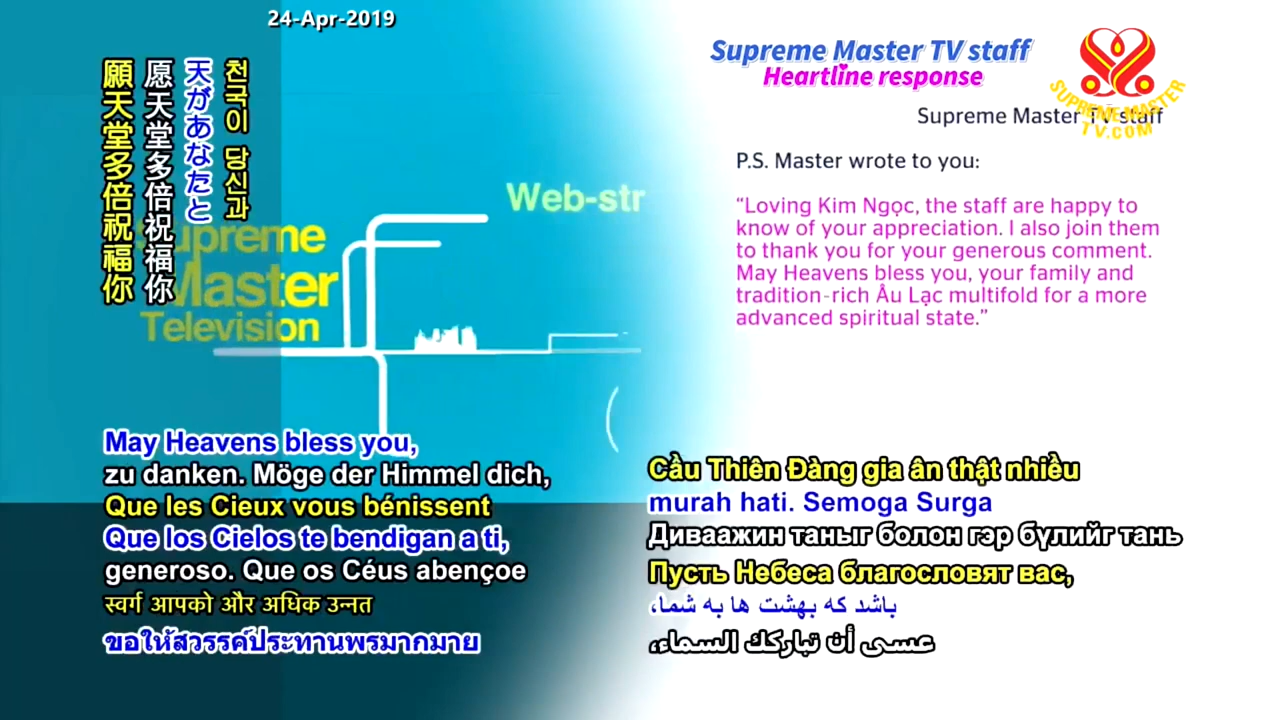 24-Apr-2019
Supreme Master TV staff
Heartline response
SUPREME MASTER
TV.COM
Supreme Master TV staff
P.S. Master wrote to you:
“Loving Kim Ngọc, the staff are happy to
know of your appreciation. I also join them
to thank you for your generous comment.
May Heavens bless you, your family and
tradition-rich Âu Lạc multifold for a more
advanced spiritual state.”
천국이 당신과
天があなたと
愿天堂多倍祝福你
願天堂多倍祝福你
Web-str
Supreme
Master
Television
May Heavens bless you,
zu danken. Möge der Himmel dich,
Que les Cieux vous bénissent
Que los Cielos te bendigan a ti,
generoso. Que os Céus abençoe
स्वर्ग आपको और अधिक उन्नत
ขอให้สวรรค์ประทานพรมากมาย
Cầu Thiên Đàng gia ân thật nhiều
murah hati. Semoga Surga
Диваажин таныг болон гэр бүлийг тань
Пусть Небеса благословят вас,
باشد که بهشت ها به شما،
عسى أن تباركك السماء،